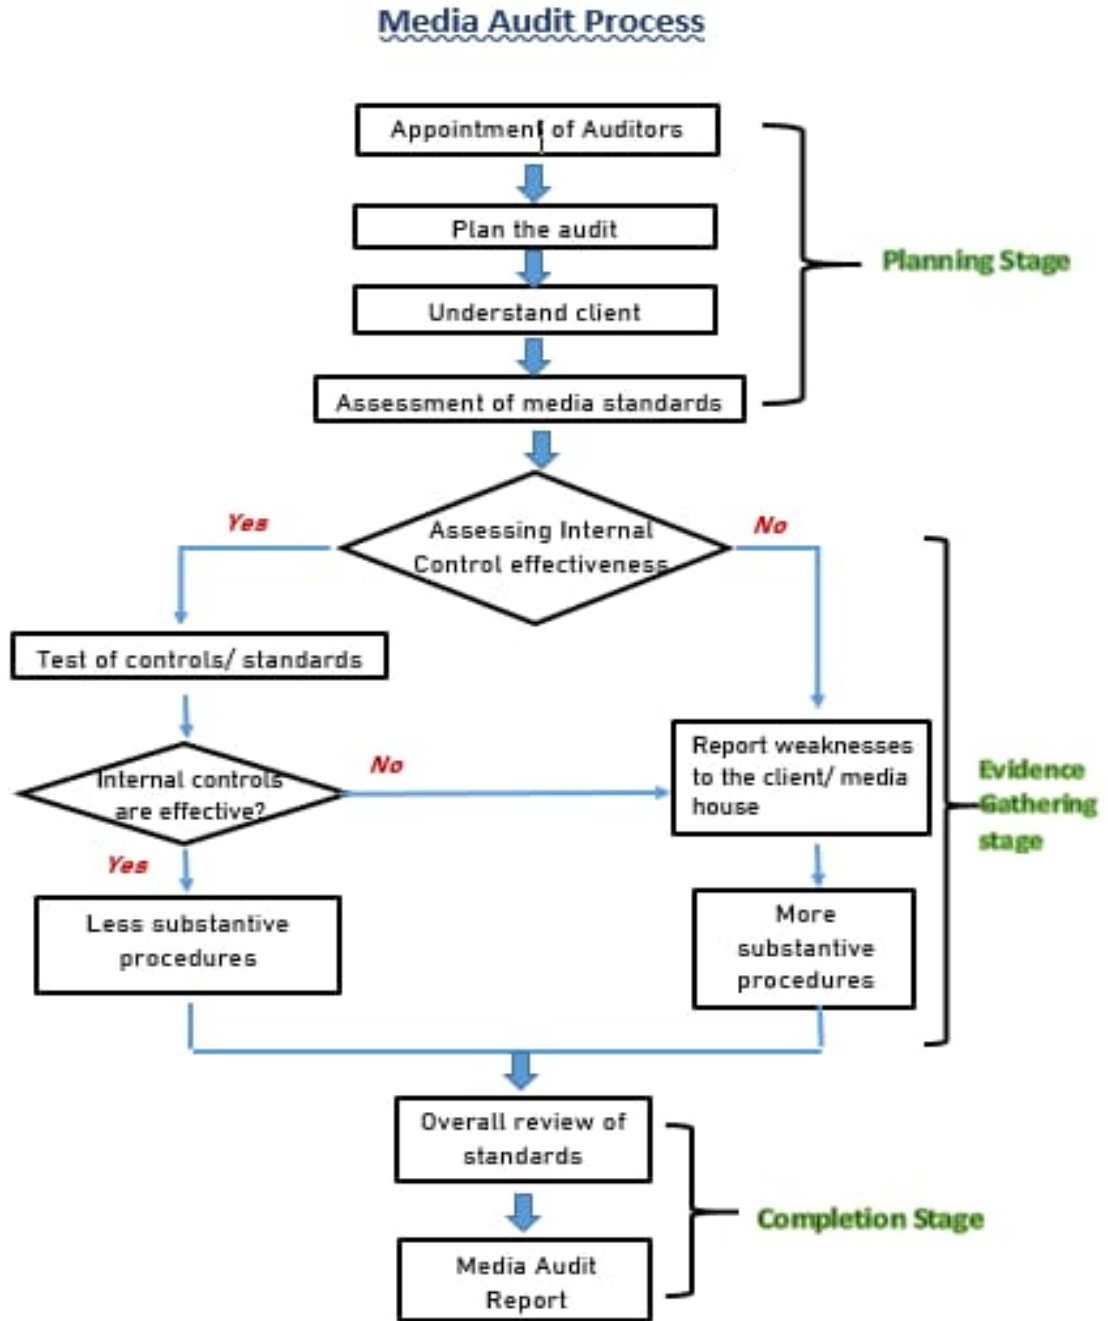 Media Audit Process
Appointment of Auditors
Plan the audit
Planning Stage
Understand client
Assessment of media standards
Yes
No
Assessing Internal
Control effectiveness
Test of controls/ standards
Internal controls
are effective?
No
Report weaknesses
to the client/ media
house
Evidence
Gathering
stage
Yes
Less substantive
procedures
More
substantive
procedures
Overall review of
standards
Completion Stage
Media Audit
Report